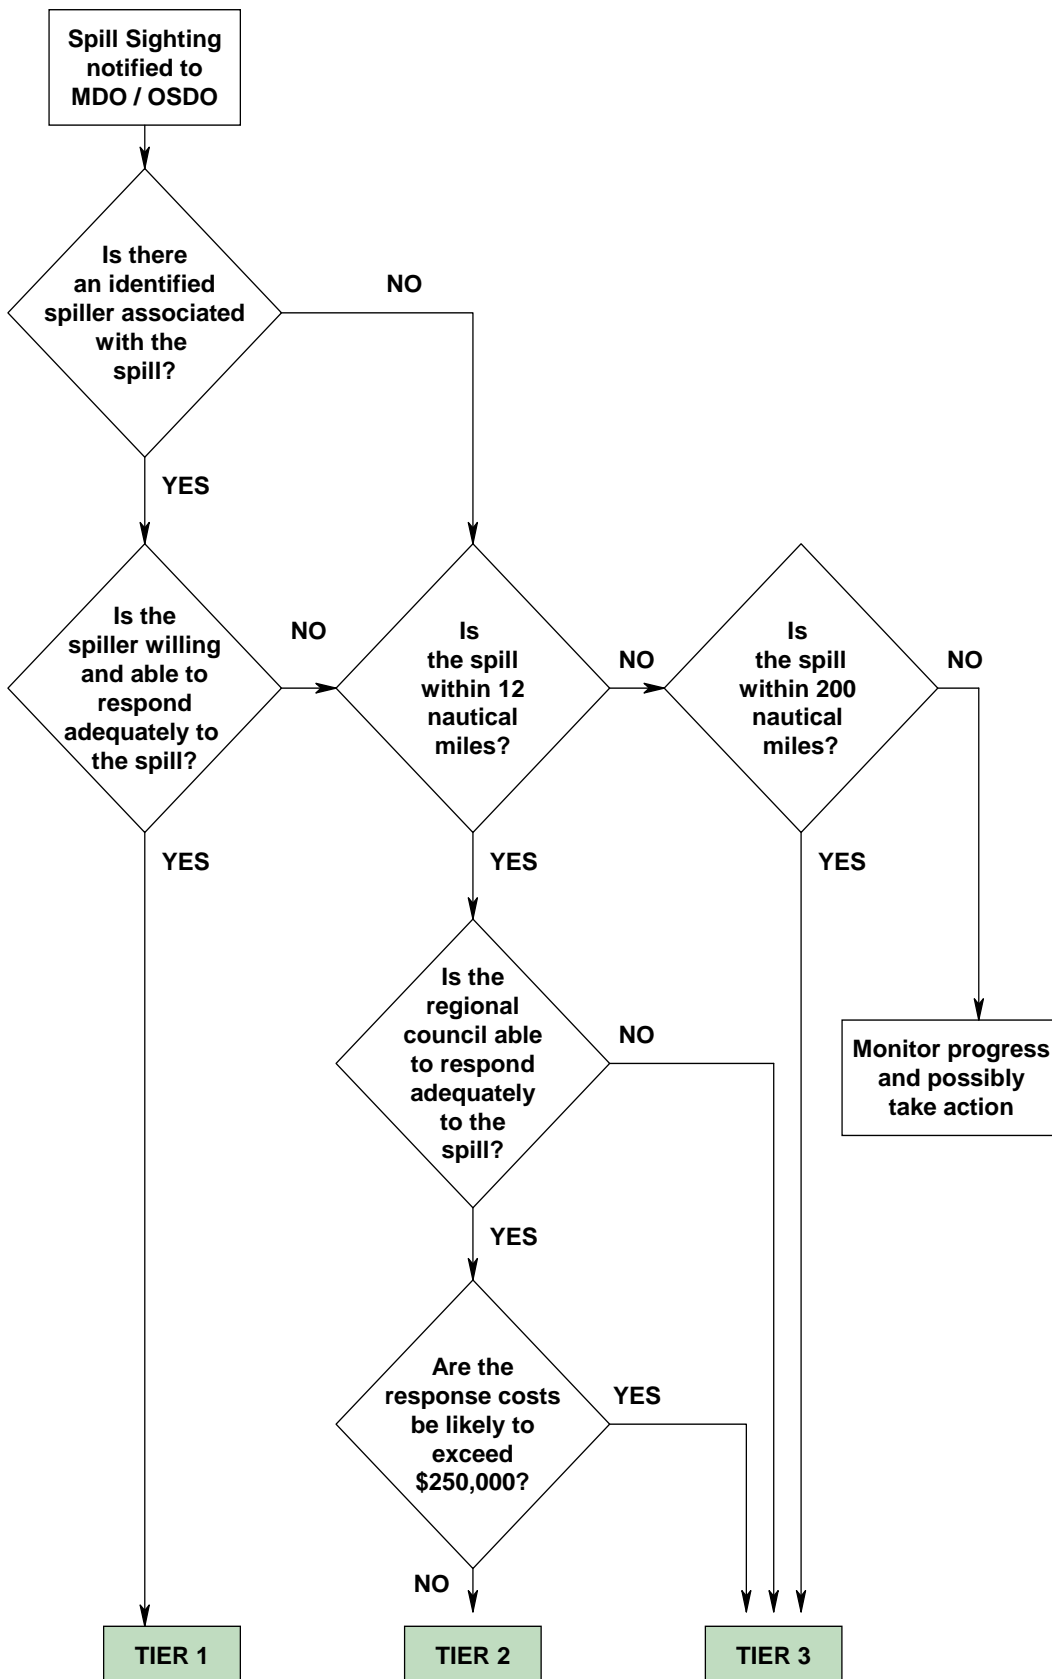 Spill Sighting
notified to
MDO / OSDO
Is there
an identified
spiller associated
with the
spill?
NO
YES
Is the
spiller willing
and able to
respond
adequately to
the spill?
NO
YES
Is
the spill
within 12
nautical
miles?
NO
YES
Is
the spill
within 200
nautical
miles?
NO
YES
Is the
regional
council able
to respond
adequately
to the
spill?
NO
YES
Monitor progress
and possibly
take action
Are the
response costs
be likely to
exceed
$250,000?
YES
NO
TIER 1
TIER 2
TIER 3